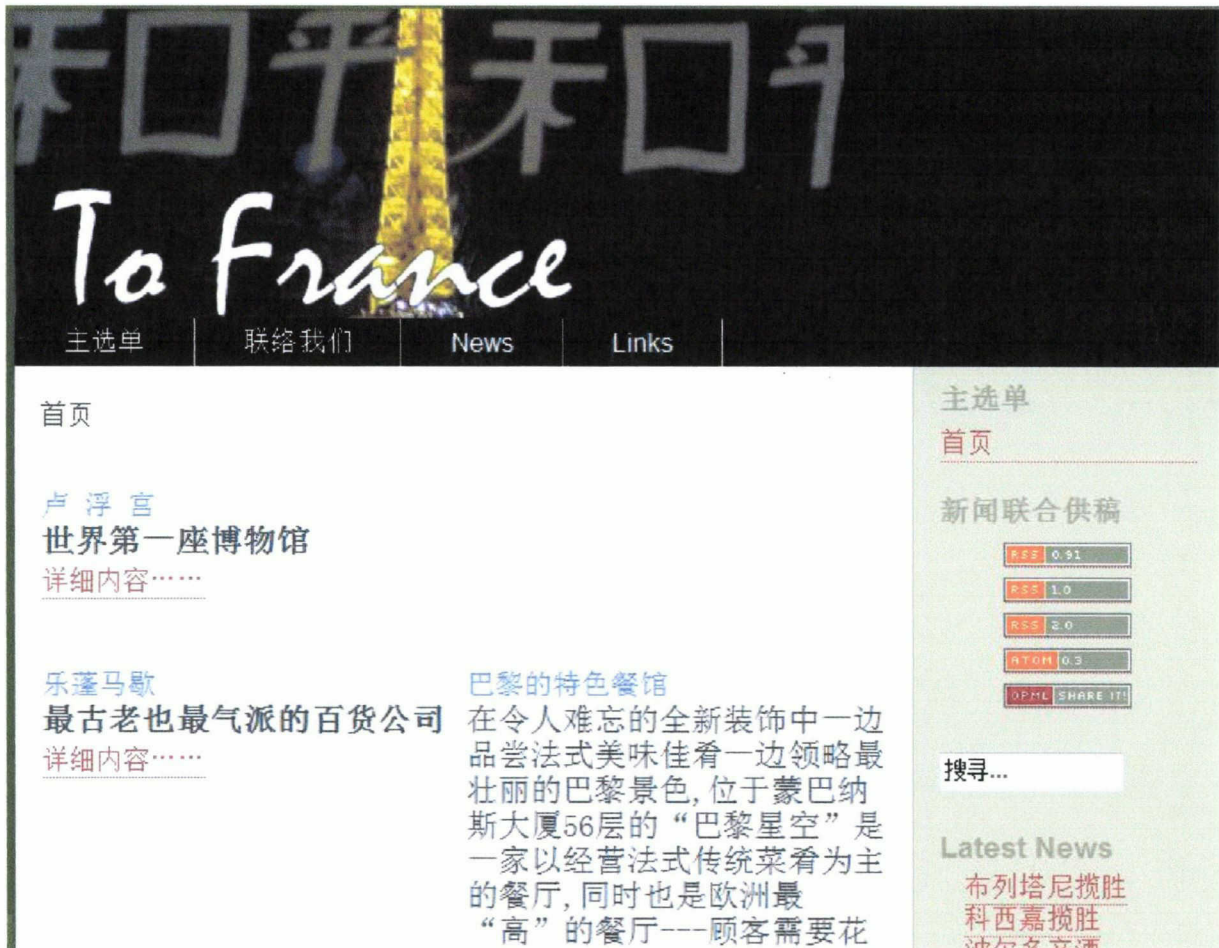 和平 和平
To France
主选单 联络我们 News Links
首页
卢 浮 宫
世界第一座博物馆
详细内容……
乐蓬马歇
最古老也最气派的百货公司
详细内容……
巴黎的特色餐馆
在令人难忘的全新装饰中一边
品尝法式美味佳肴一边领略最
壮丽的巴黎景色,位于蒙巴纳
斯大厦56层的“巴黎星空”是
一家以经营法式传统菜肴为主
的餐厅,同时也是欧洲最
“高”的餐厅---顾客需要花
主选单
首页
新闻联合供稿
RSS 0.91
RSS 1.0
RSS 2.0
ATOM 0.3
OPML SHARE IT!
搜寻...
Latest News
布列塔尼揽胜
科西嘉揽胜